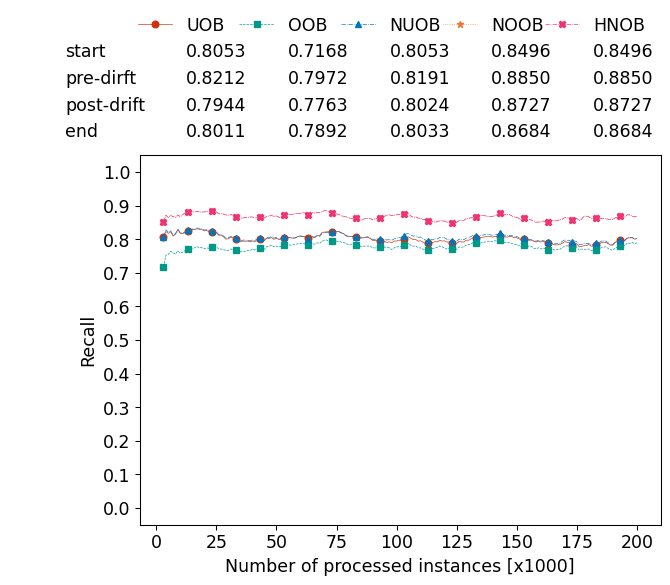 UOB OOB NUOB NOOB HNOB
start 0.8053 0.7168 0.8053 0.8496 0.8496
pre-dirft 0.8212 0.7972 0.8191 0.8850 0.8850
post-drift 0.7944 0.7763 0.8024 0.8727 0.8727
end 0.8011 0.7892 0.8033 0.8684 0.8684
1.0
0.9
0.8
0.7
0.6
0.5
0.4
0.3
0.2
0.1
0.0
Recall
0 25 50 75 100 125 150 175 200
Number of processed instances [x1000]